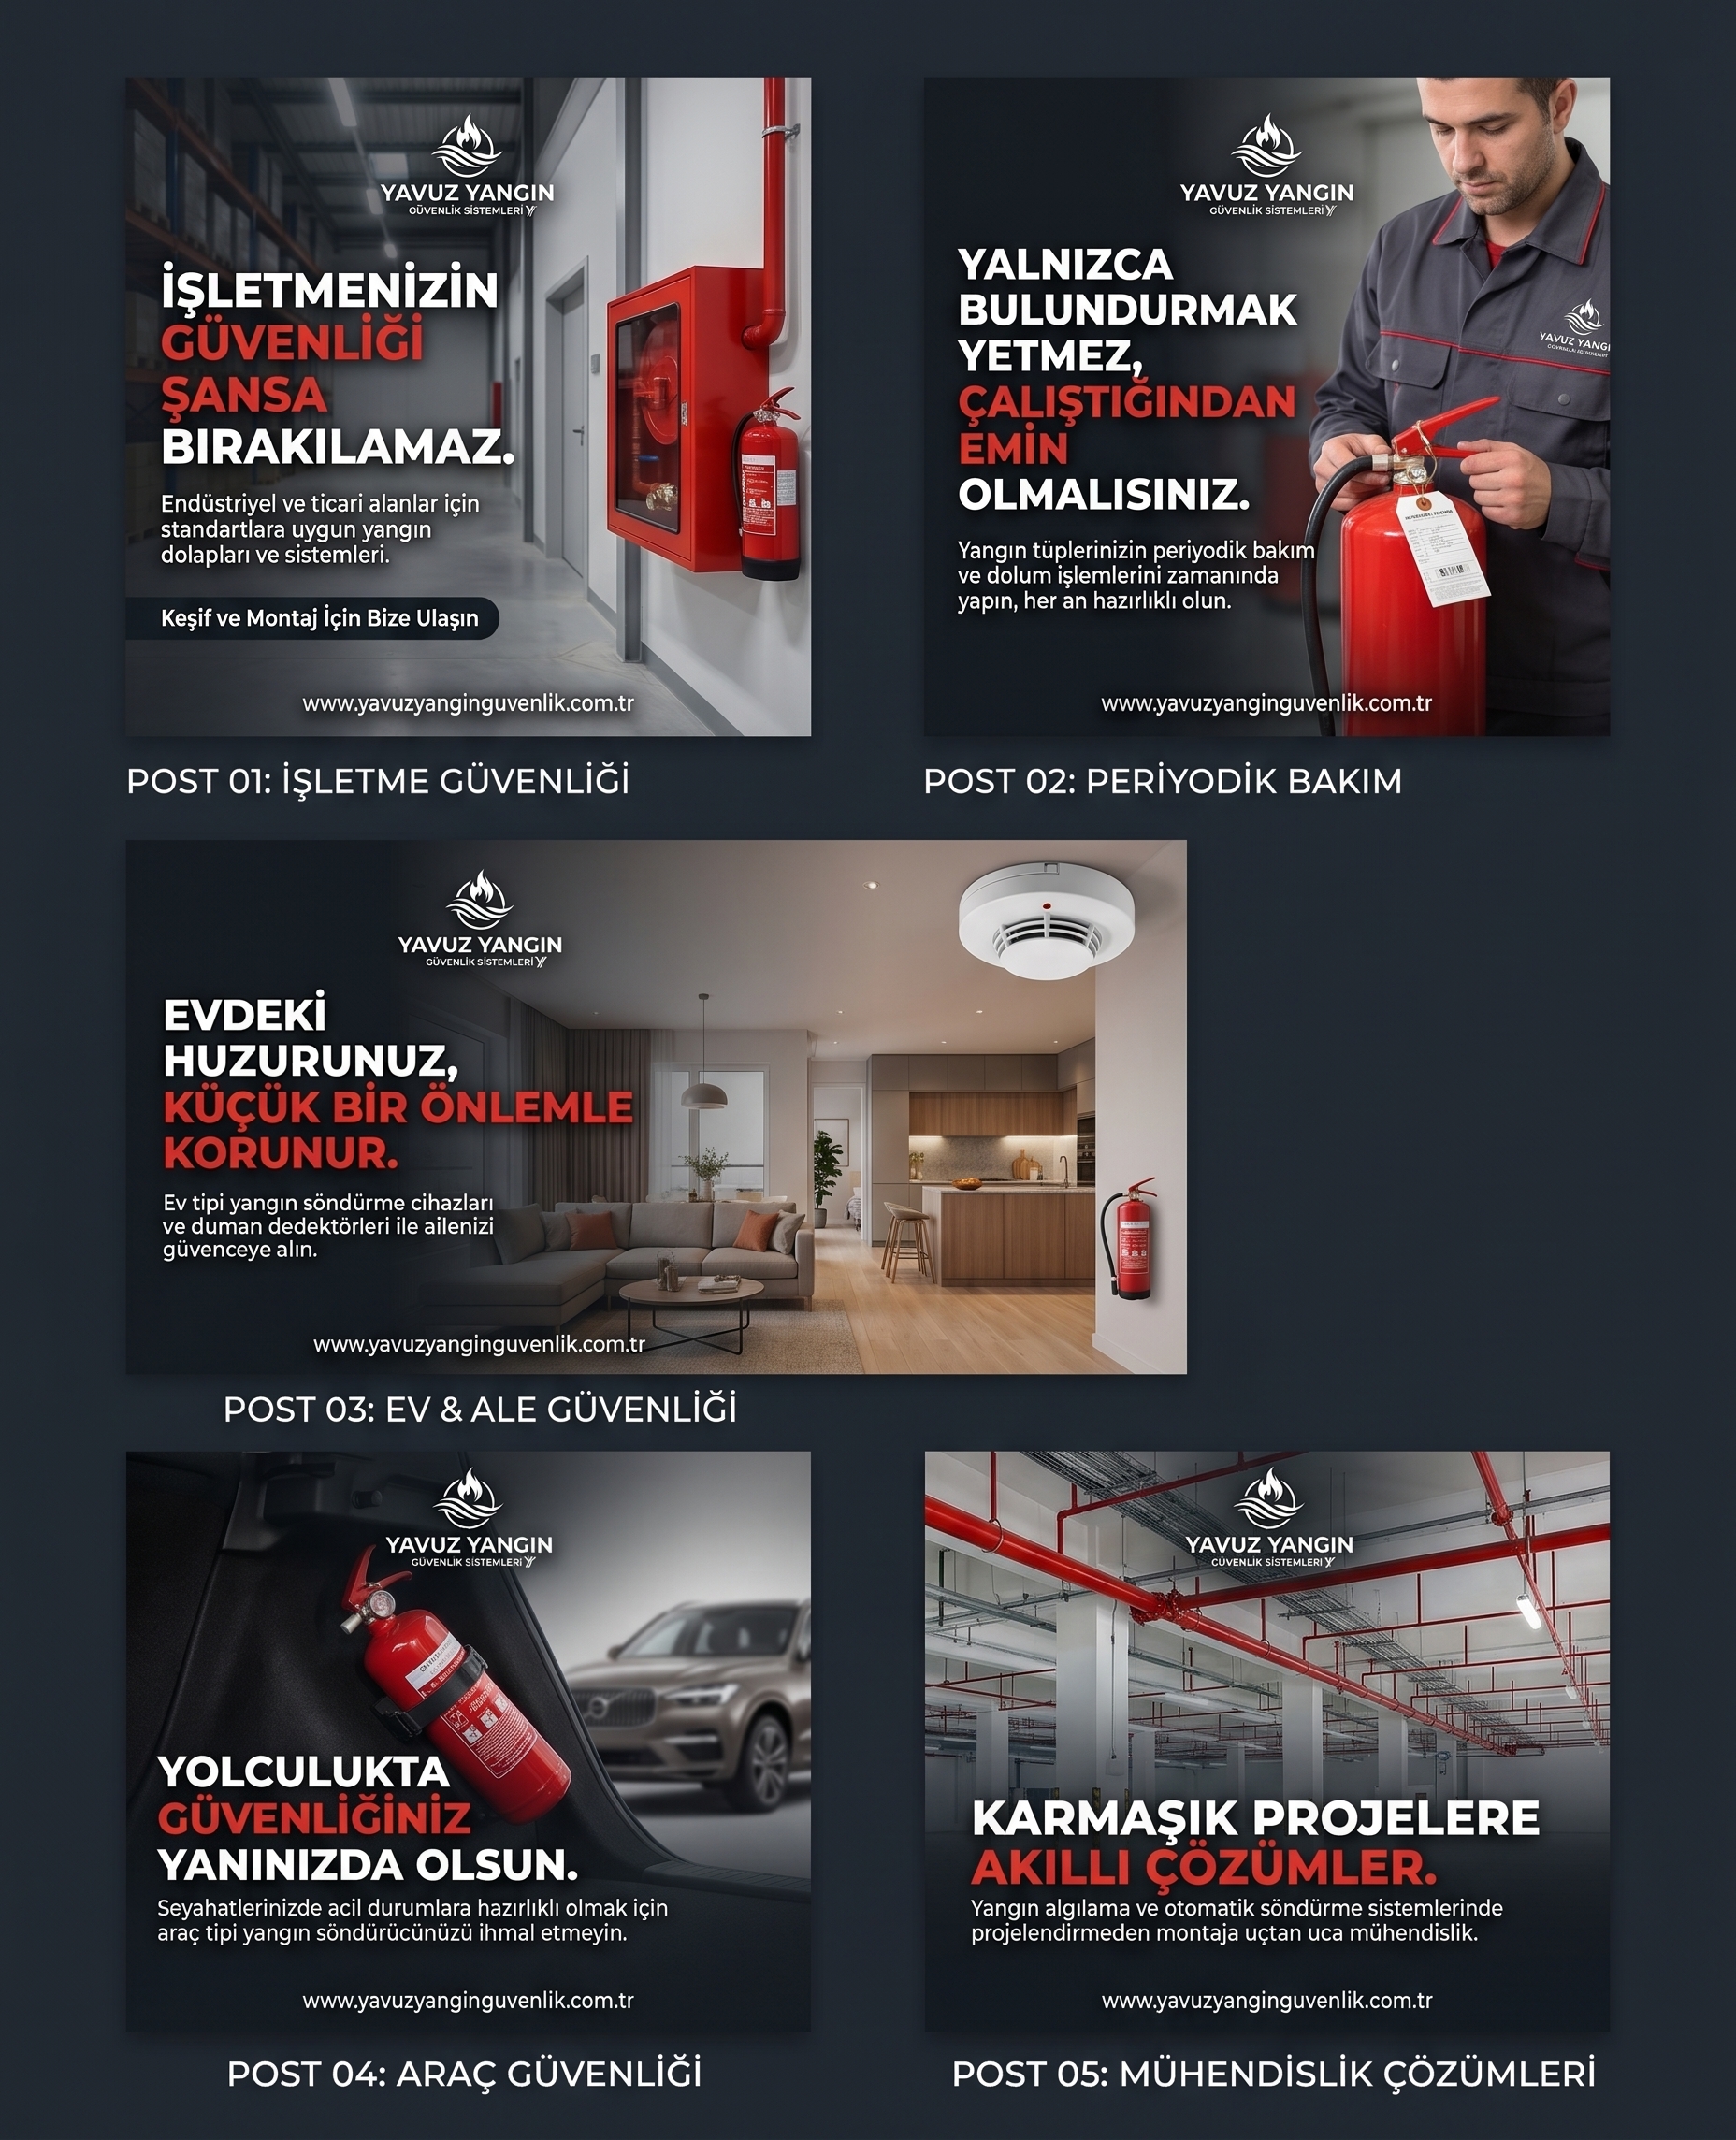 YAVUZ YANGIN
GÜVENLİK SİSTEMLERİ
İŞLETMENİZİN
GÜVENLİĞİ
ŞANSA
BIRAKILAMAZ.
Endüstriyel ve ticari alanlar için
standartlara uygun yangın
dolapları ve sistemleri.
Keşif ve Montaj İçin Bize Ulaşın
www.yavuzyanginguvenlik.com.tr
POST 01: İŞLETME GÜVENLİĞİ
YAVUZ YANGIN
GÜVENLİK SİSTEMLERİ
YALNIZCA
BULUNDURMAK
YETMEZ,
ÇALIŞTIĞINDAN
EMİN
OLMALISINIZ.
Yangın tüplerinizin periyodik bakım
ve dolum işlemlerini zamanında
yapın, her an hazırlıklı olun.
YAVUZ YANGI
www.yavuzyanginguvenlik.com.tr
POST 02: PERİYODİK BAKIM
YAVUZ YANGIN
GÜVENLİK SİSTEMLERİ
EVDEKİ
HUZURUNUZ,
KÜÇÜK BİR ÖNLEMLE
KORUNUR.
Ev tipi yangın söndürme cihazları
ve duman dedektörleri ile ailenizi
güvenceye alın.
www.yavuzyanginguvenlik.com.tr
POST 03: EV & ALE GÜVENLİĞİ
YAVUZ YANGIN
GÜVENLİK SİSTEMLERİ
YOLCULUKTA
GÜVENLİĞİNİZ
YANINIZDA OLSUN.
Seyahatlerinizde acil durumlara hazırlıklı olmak için
araç tipi yangın söndürücünüzü ihmal etmeyin.
www.yavuzyanginguvenlik.com.tr
POST 04: ARAÇ GÜVENLİĞİ
YAVUZ YANGIN
GÜVENLİK SİSTEMLERİ
KARMAŞIK PROJELERE
AKILLI ÇÖZÜMLER.
Yangın algılama ve otomatik söndürme sistemlerinde
projelendirmeden montaja uçtan uca mühendislik.
www.yavuzyanginguvenlik.com.tr
POST 05: MÜHENDİSLİK ÇÖZÜMLERİ